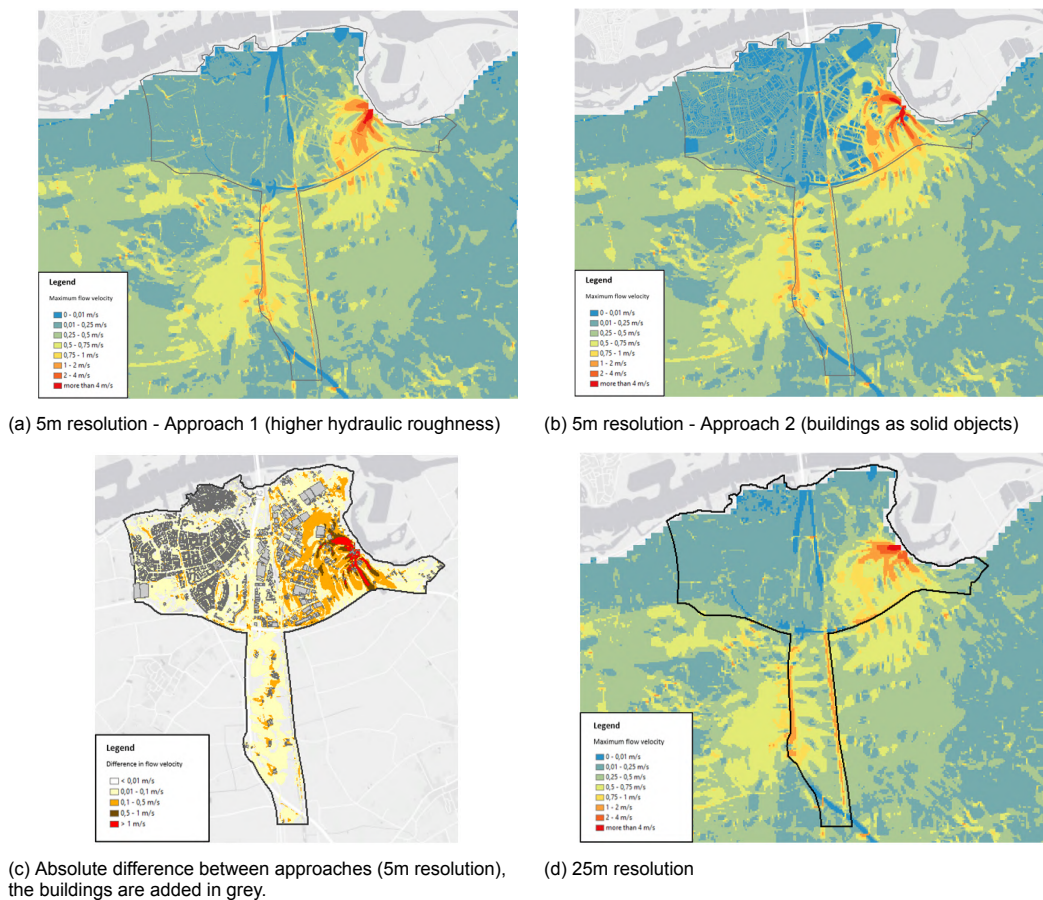 Legend
Maximum flow velocity
0 - 0,01 m/s
0,01 - 0,25 m/s
0,25 - 0,5 m/s
0,5 - 0,75 m/s
0,75 - 1 m/s
1 - 2 m/s
2 - 4 m/s
more than 4 m/s
(a) 5m resolution - Approach 1 (higher hydraulic roughness)
Legend
Maximum flow velocity
0 - 0,01 m/s
0,01 - 0,25 m/s
0,25 - 0,5 m/s
0,5 - 0,75 m/s
0,75 - 1 m/s
1 - 2 m/s
2 - 4 m/s
more than 4 m/s
(b) 5m resolution - Approach 2 (buildings as solid objects)
Legend
Difference in flow velocity
< 0,01 m/s
0,01 - 0,1 m/s
0,1 - 0,5 m/s
0,5 - 1 m/s
> 1 m/s
(c) Absolute difference between approaches (5m resolution),
the buildings are added in grey.
Legend
Maximum flow velocity
0 - 0,01 m/s
0,01 - 0,25 m/s
0,25 - 0,5 m/s
0,5 - 0,75 m/s
0,75 - 1 m/s
1 - 2 m/s
2 - 4 m/s
more than 4 m/s
(d) 25m resolution